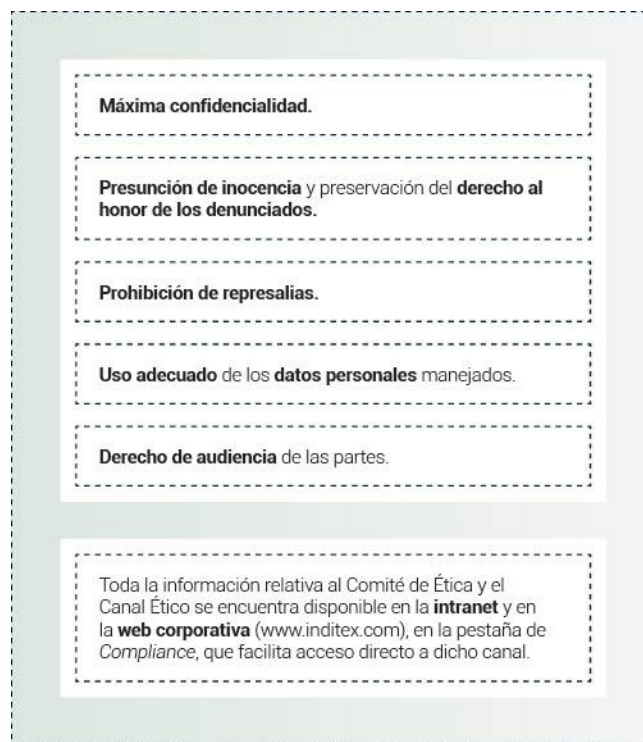 Máxima confidencialidad.
Presunción de inocencia y preservación del derecho al
honor de los denunciados.
Prohibición de represalias.
Uso adecuado de los datos personales manejados.
Derecho de audiencia de las partes.
Toda la información relativa al Comité de Ética y el
Canal Ético se encuentra disponible en la intranet y en
la web corporativa (www.inditex.com), en la pestaña de
Compliance, que facilita acceso directo a dicho canal.